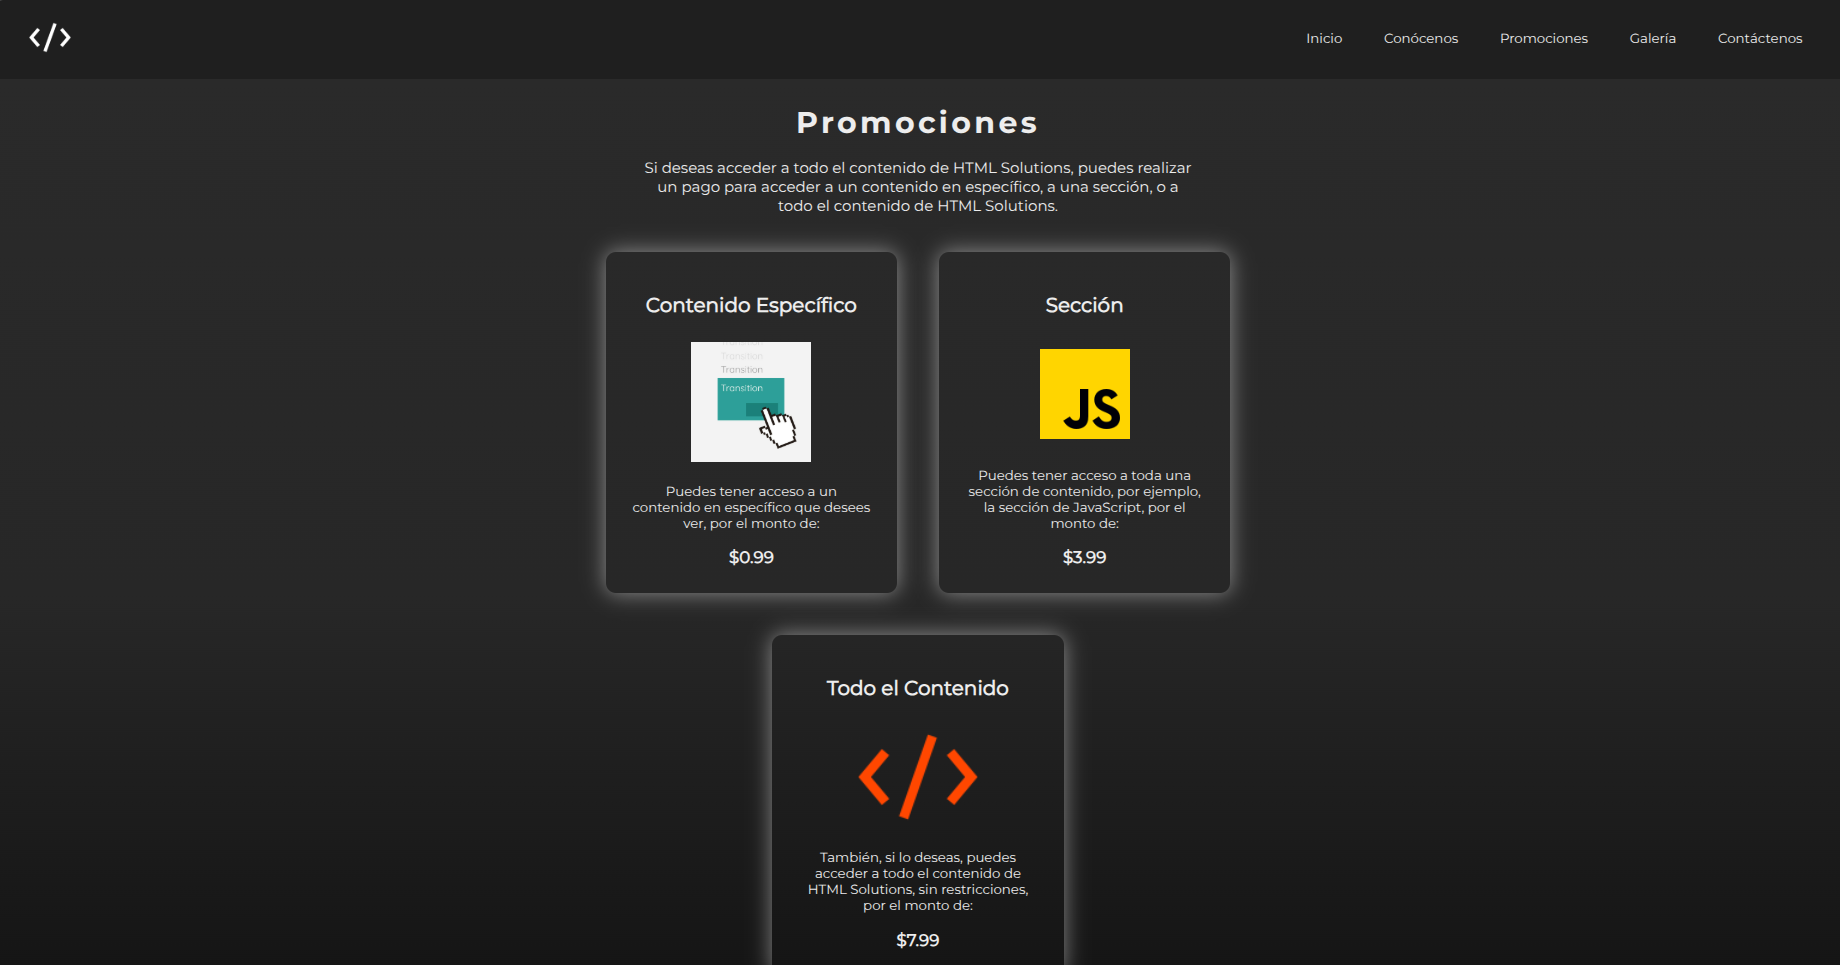 </>
Inicio Conócenos Promociones Galería Contáctenos
Promociones
Si deseas acceder a todo el contenido de HTML Solutions, puedes realizar
un pago para acceder a un contenido en específico, a una sección, o a
todo el contenido de HTML Solutions.
Contenido Específico
Transition
Transition
Transition
Puedes tener acceso a un
contenido en específico que desees
ver, por el monto de:
$0.99
Sección
JS
Puedes tener acceso a toda una
sección de contenido, por ejemplo,
la sección de JavaScript, por el
monto de:
$3.99
Todo el Contenido
</>
También, si lo deseas, puedes
acceder a todo el contenido de
HTML Solutions, sin restricciones,
por el monto de:
$7.99